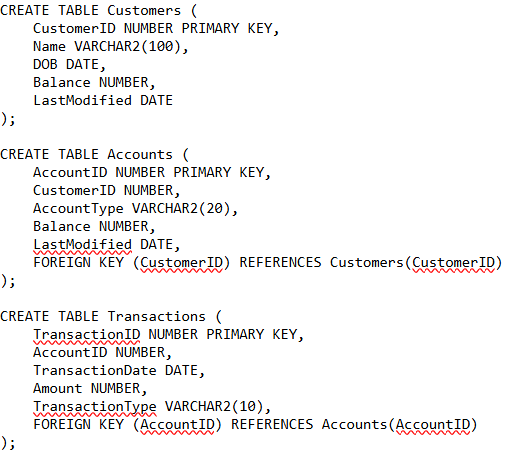 CREATE TABLE Customers (
    CustomerID NUMBER PRIMARY KEY,
    Name VARCHAR2(100),
    DOB DATE,
    Balance NUMBER,
    LastModified DATE
);
CREATE TABLE Accounts (
    AccountID NUMBER PRIMARY KEY,
    CustomerID NUMBER,
    AccountType VARCHAR2(20),
    Balance NUMBER,
    LastModified DATE,
    FOREIGN KEY (CustomerID) REFERENCES Customers(CustomerID)
);
CREATE TABLE Transactions (
    TransactionID NUMBER PRIMARY KEY,
    AccountID NUMBER,
    TransactionDate DATE,
    Amount NUMBER,
    TransactionType VARCHAR2(10),
    FOREIGN KEY (AccountID) REFERENCES Accounts(AccountID)
);